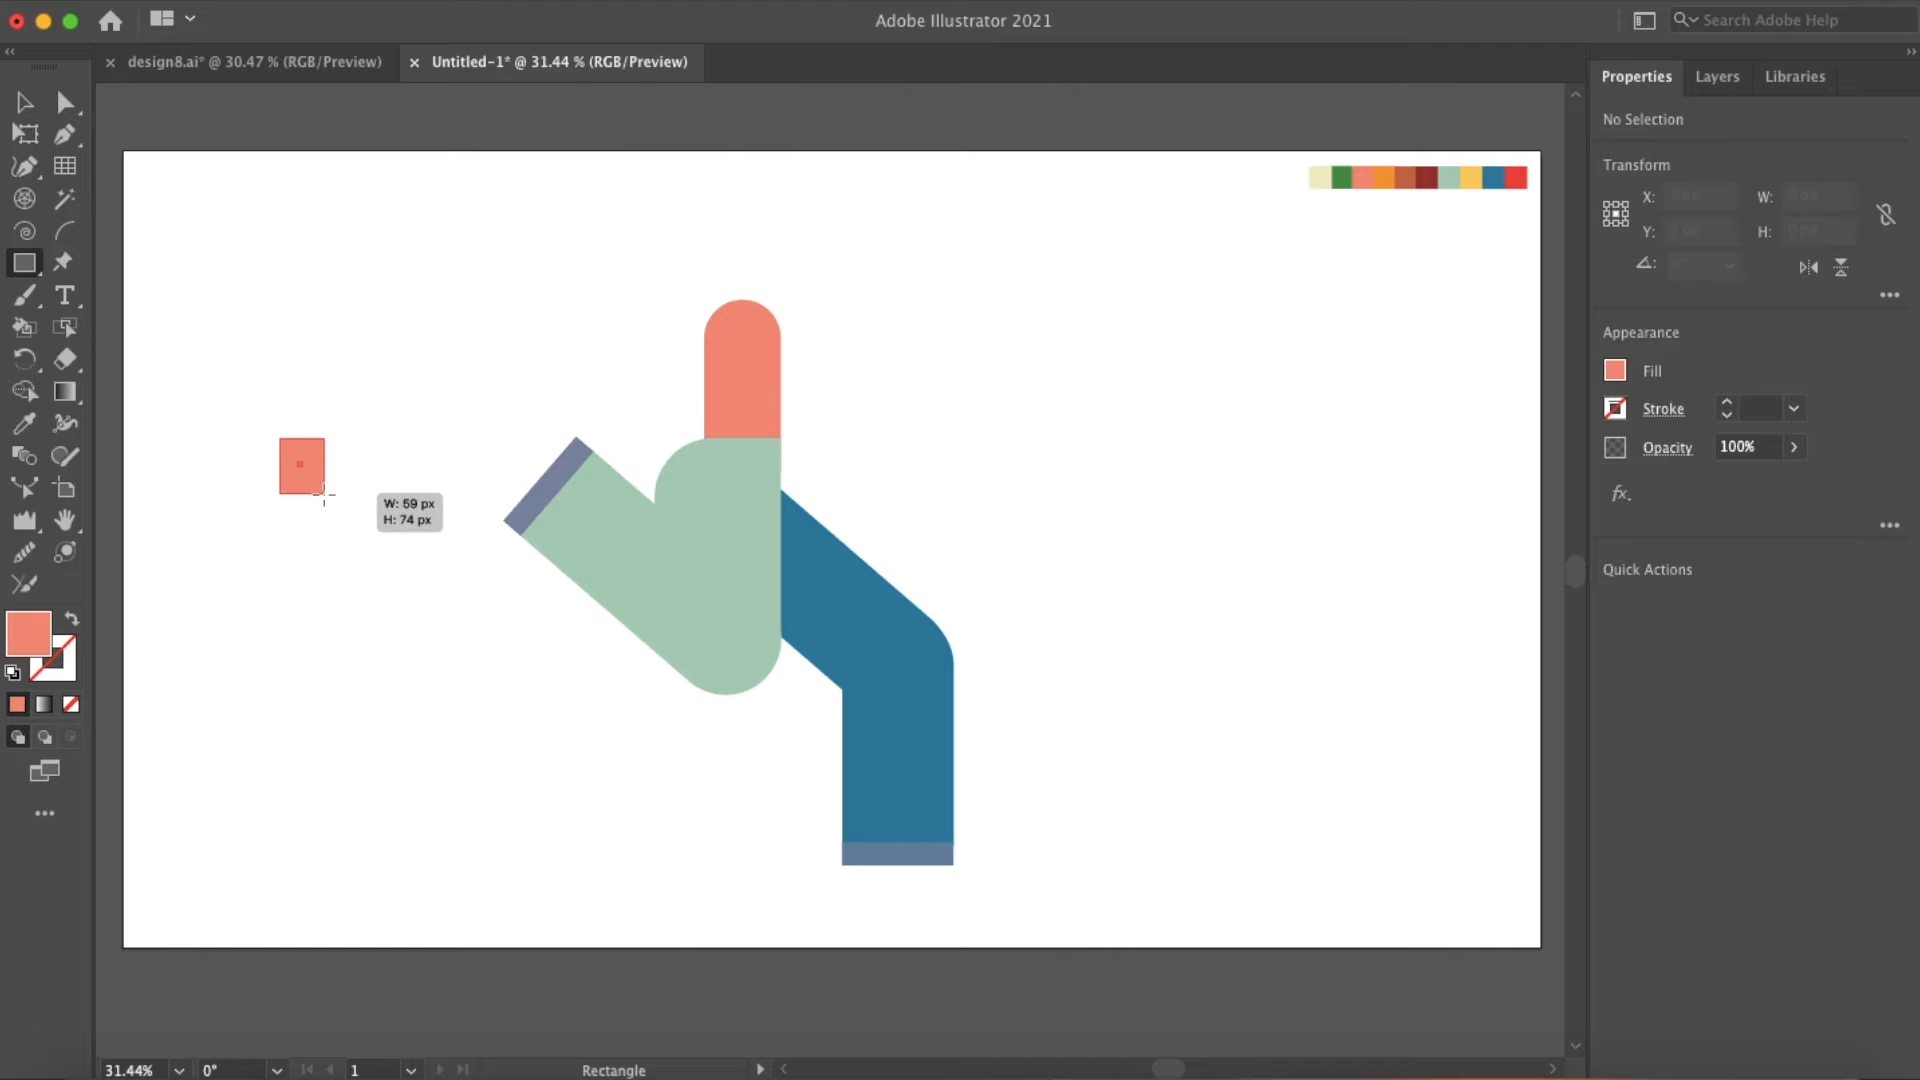 Adobe Illustrator 2021
Search Adobe Help
design8.ai* @ 30.47 % (RGB/Preview)
Untitled-1* @ 31.44 % (RGB/Preview)
Properties
Layers
Libraries
No Selection
Transform
X:
W:
Y:
H:
Appearance
Fill
Stroke
Opacity
100%
fx.
Quick Actions
W: 59 px
H: 74 px
31.44%
0°
1
Rectangle